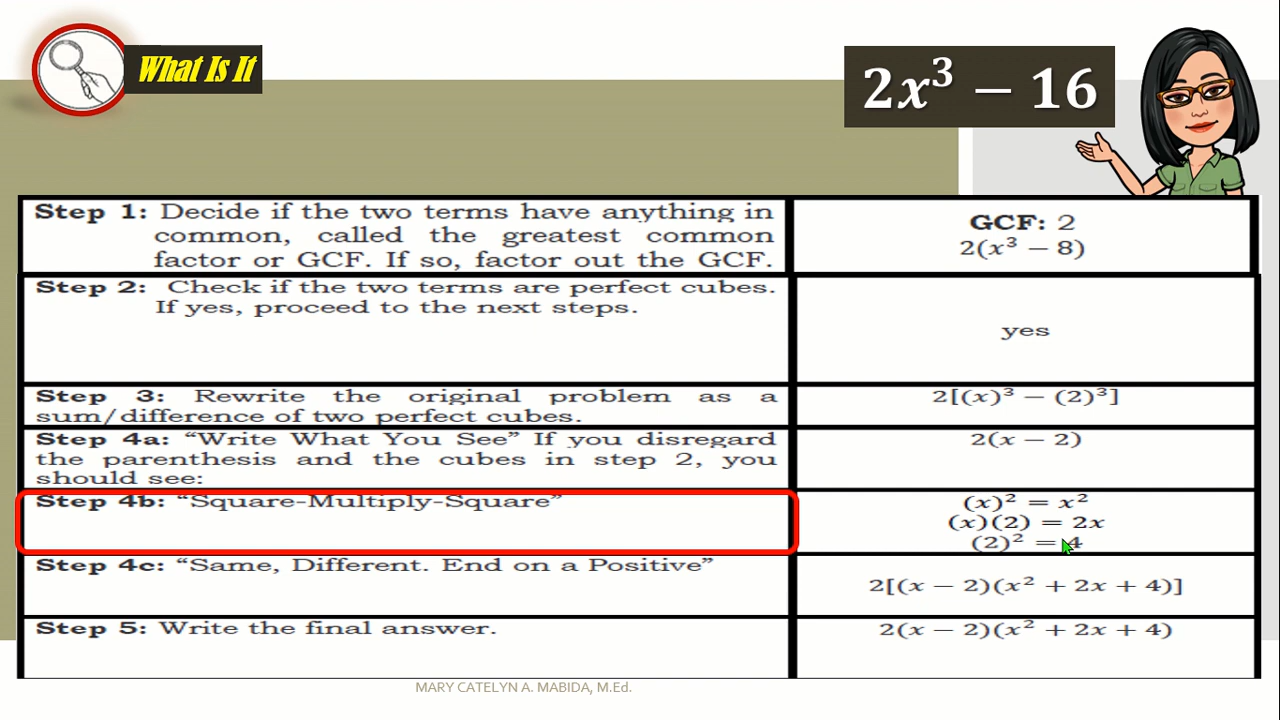 What Is It
2x³ − 16
Step 1: Decide if the two terms have anything in
common, called the greatest common
factor or GCF. If so, factor out the GCF.
GCF: 2
2(x³ − 8)
Step 2: Check if the two terms are perfect cubes.
If yes, proceed to the next steps.
yes
Step 3: Rewrite the original problem as a
sum/difference of two perfect cubes.
2[(x)³ − (2)³]
Step 4a: “Write What You See” If you disregard
the parenthesis and the cubes in step 2, you
should see:
2(x − 2)
Step 4b: “Square-Multiply-Square”
(x)² = x²
(x)(2) = 2x
(2)² = 4
Step 4c: “Same, Different. End on a Positive”
2[(x − 2)(x² + 2x + 4)]
Step 5: Write the final answer.
2(x − 2)(x² + 2x + 4)
MARY CATELYN A. MABIDA, M.Ed.